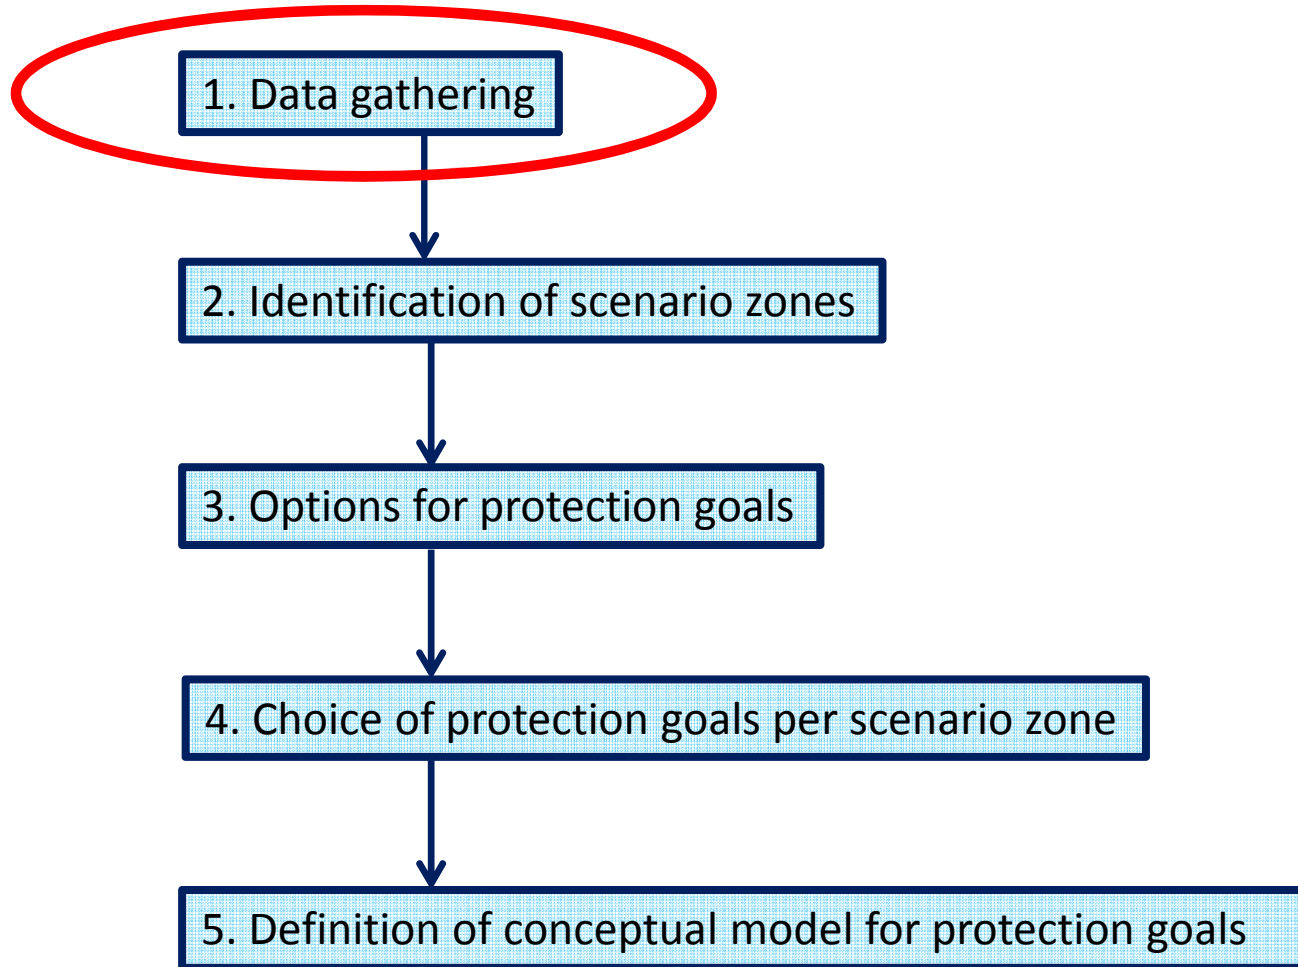 1. Data gathering
2. Identification of scenario zones
3. Options for protection goals
4. Choice of protection goals per scenario zone
5. Definition of conceptual model for protection goals